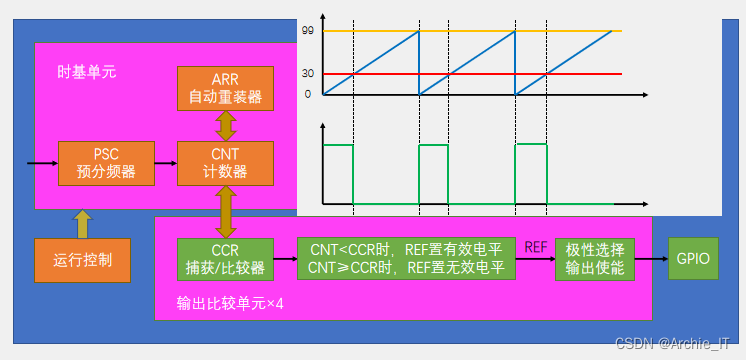 99
30
0
时基单元
ARR
自动重装器
PSC
预分频器
CNT
计数器
运行控制
CCR
捕获/比较器
CNT<CCR时，REF置有效电平
CNT≥CCR时，REF置无效电平
REF
极性选择
输出使能
GPIO
输出比较单元×4
CSDN @Archie_IT